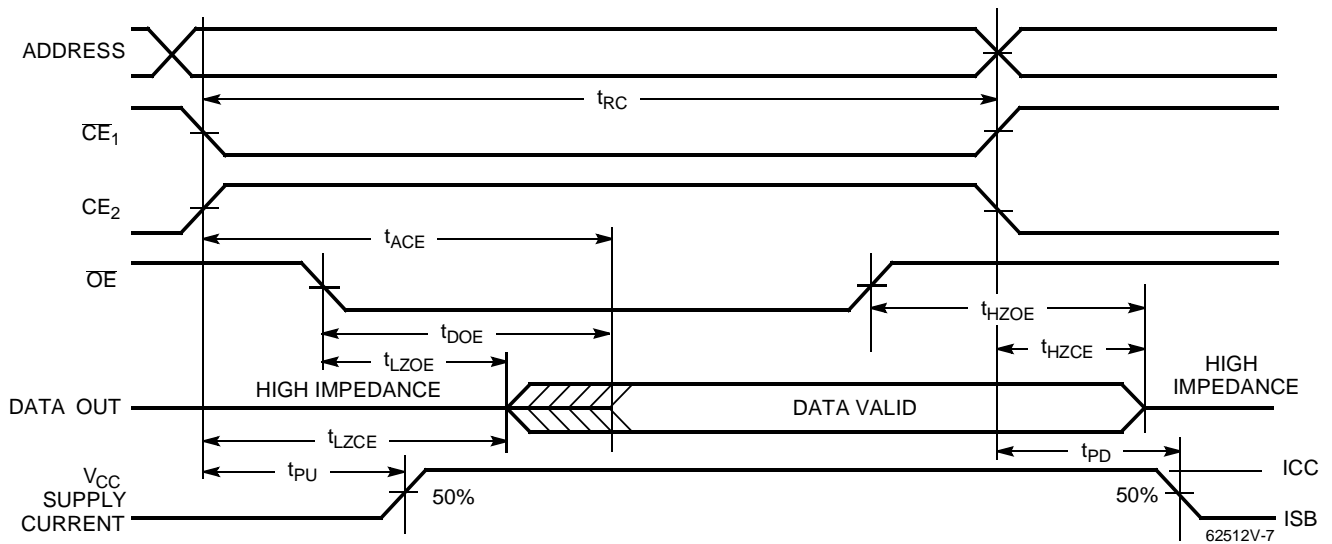 ADDRESS
tRC
CE1
CE2
tACE
OE
tHZOE
tDOE
tLZOE
tHZCE
HIGH IMPEDANCE
HIGH
IMPEDANCE
DATA OUT
DATA VALID
tLZCE
tPU
tPD
VCC
SUPPLY
CURRENT
50%
50%
ICC
ISB
62512V-7